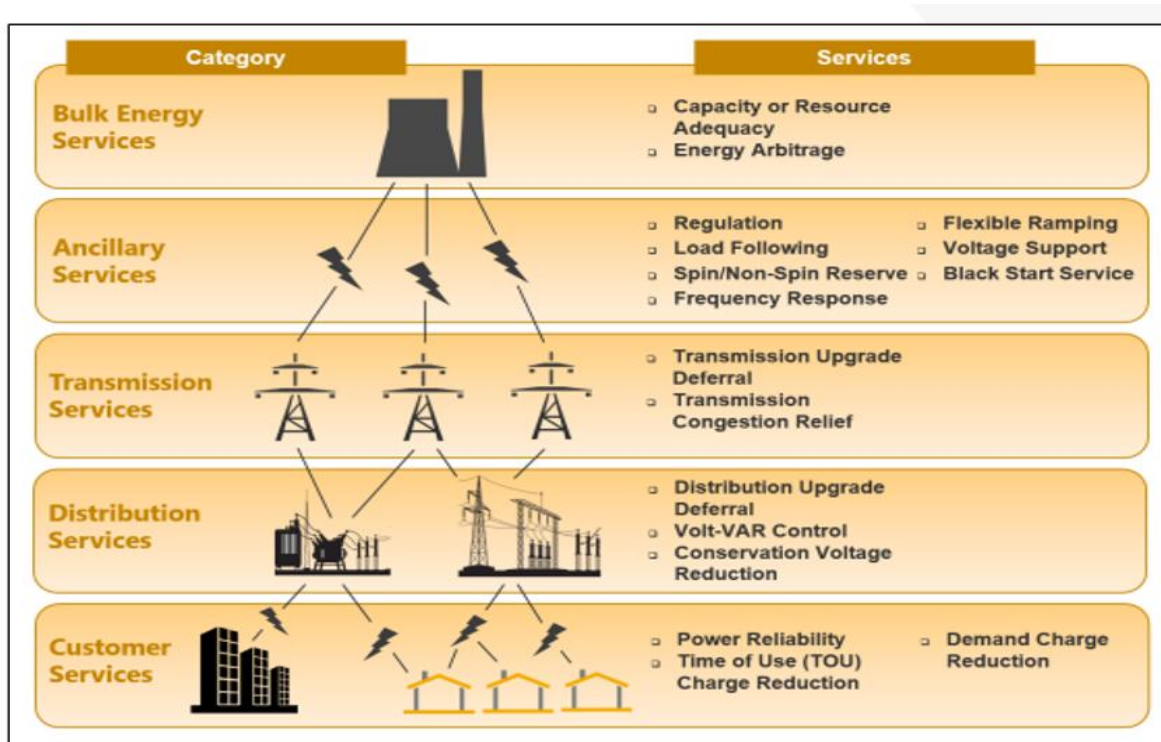 Category
Services
Bulk Energy
Services
Capacity or Resource
Adequacy
Energy Arbitrage
Ancillary
Services
Regulation
Load Following
Spin/Non-Spin Reserve
Frequency Response
Flexible Ramping
Voltage Support
Black Start Service
Transmission
Services
Transmission Upgrade
Deferral
Transmission
Congestion Relief
Distribution
Services
Distribution Upgrade
Deferral
Volt-VAR Control
Conservation Voltage
Reduction
Customer
Services
Power Reliability
Time of Use (TOU)
Charge Reduction
Demand Charge
Reduction